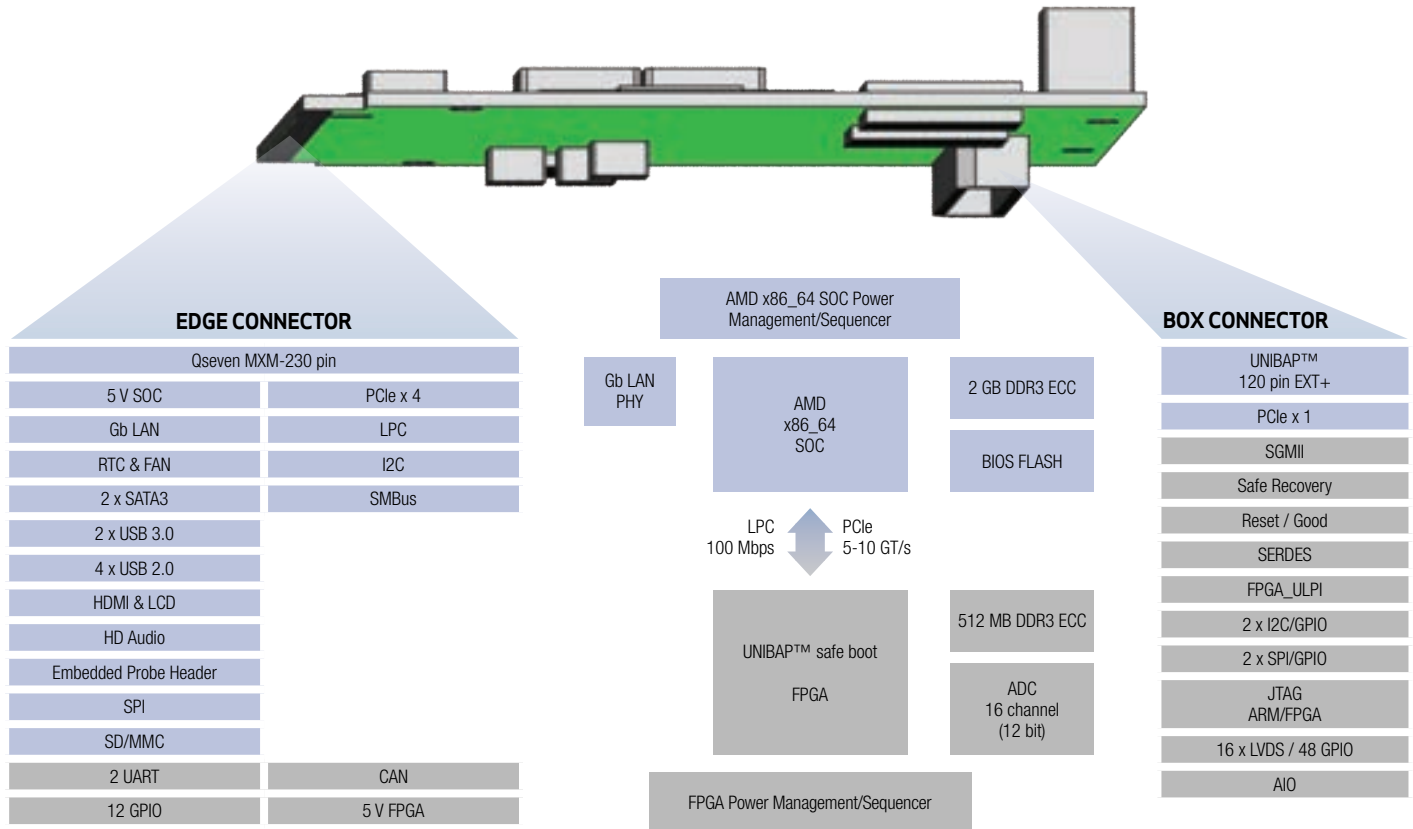 EDGE CONNECTOR
Qseven MXM-230 pin
5 V SOC
PCIe x 4
Gb LAN
LPC
RTC & FAN
I2C
2 x SATA3
SMBus
2 x USB 3.0
4 x USB 2.0
HDMI & LCD
HD Audio
Embedded Probe Header
SPI
SD/MMC
2 UART
CAN
12 GPIO
5 V FPGA
AMD x86_64 SOC Power
Management/Sequencer
Gb LAN
PHY
AMD
x86_64
SOC
2 GB DDR3 ECC
BIOS FLASH
LPC
100 Mbps
PCIe
5-10 GT/s
UNIBAP™ safe boot
FPGA
512 MB DDR3 ECC
ADC
16 channel
(12 bit)
FPGA Power Management/Sequencer
BOX CONNECTOR
UNIBAP™
120 pin EXT+
PCIe x 1
SGMII
Safe Recovery
Reset / Good
SERDES
FPGA_ULPI
2 x I2C/GPIO
2 x SPI/GPIO
JTAG
ARM/FPGA
16 x LVDS / 48 GPIO
AIO